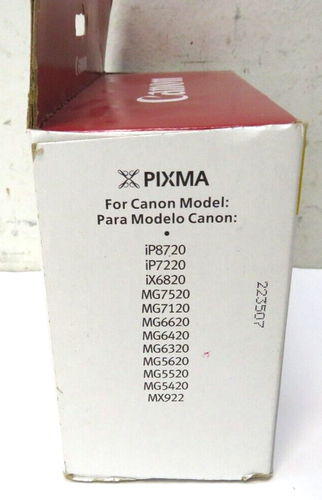 Canon
PIXMA
For Canon Model:
Para Modelo Canon:
•
iP8720
iP7220
iX6820
MG7520
MG7120
MG6620
MG6420
MG6320
MG5620
MG5520
MG5420
MX922
223507